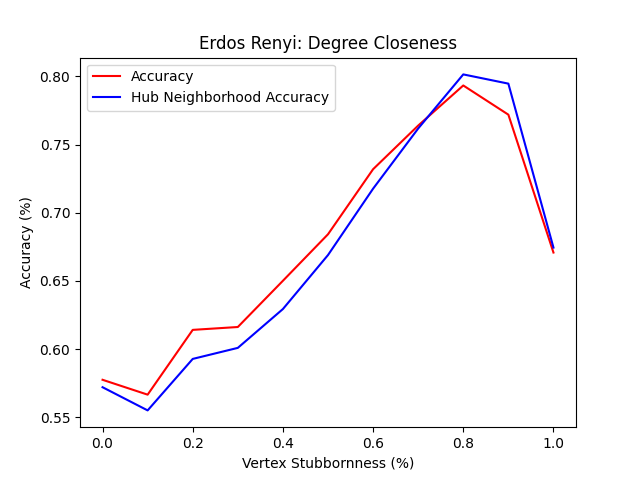 Erdos Renyi: Degree Closeness
Accuracy
Hub Neighborhood Accuracy
Accuracy (%)
0.80
0.75
0.70
0.65
0.60
0.55
0.0 0.2 0.4 0.6 0.8 1.0
Vertex Stubbornness (%)